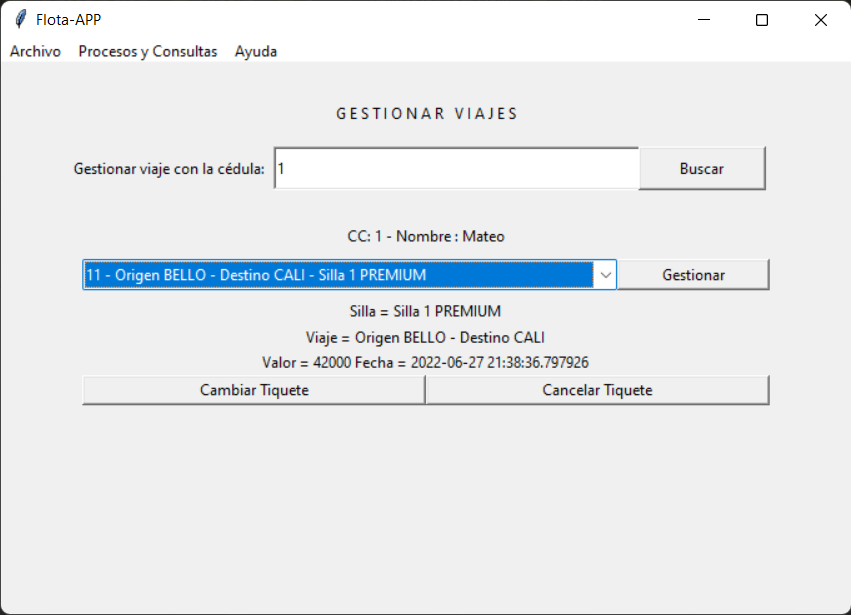 Flota-APP
Archivo Procesos y Consultas Ayuda
GESTIONAR VIAJES
Gestionar viaje con la cédula: 1 Buscar
CC: 1 - Nombre : Mateo
11 - Origen BELLO - Destino CALI - Silla 1 PREMIUM Gestionar
Silla = Silla 1 PREMIUM
Viaje = Origen BELLO - Destino CALI
Valor = 42000 Fecha = 2022-06-27 21:38:36.797926
Cambiar Tiquete Cancelar Tiquete